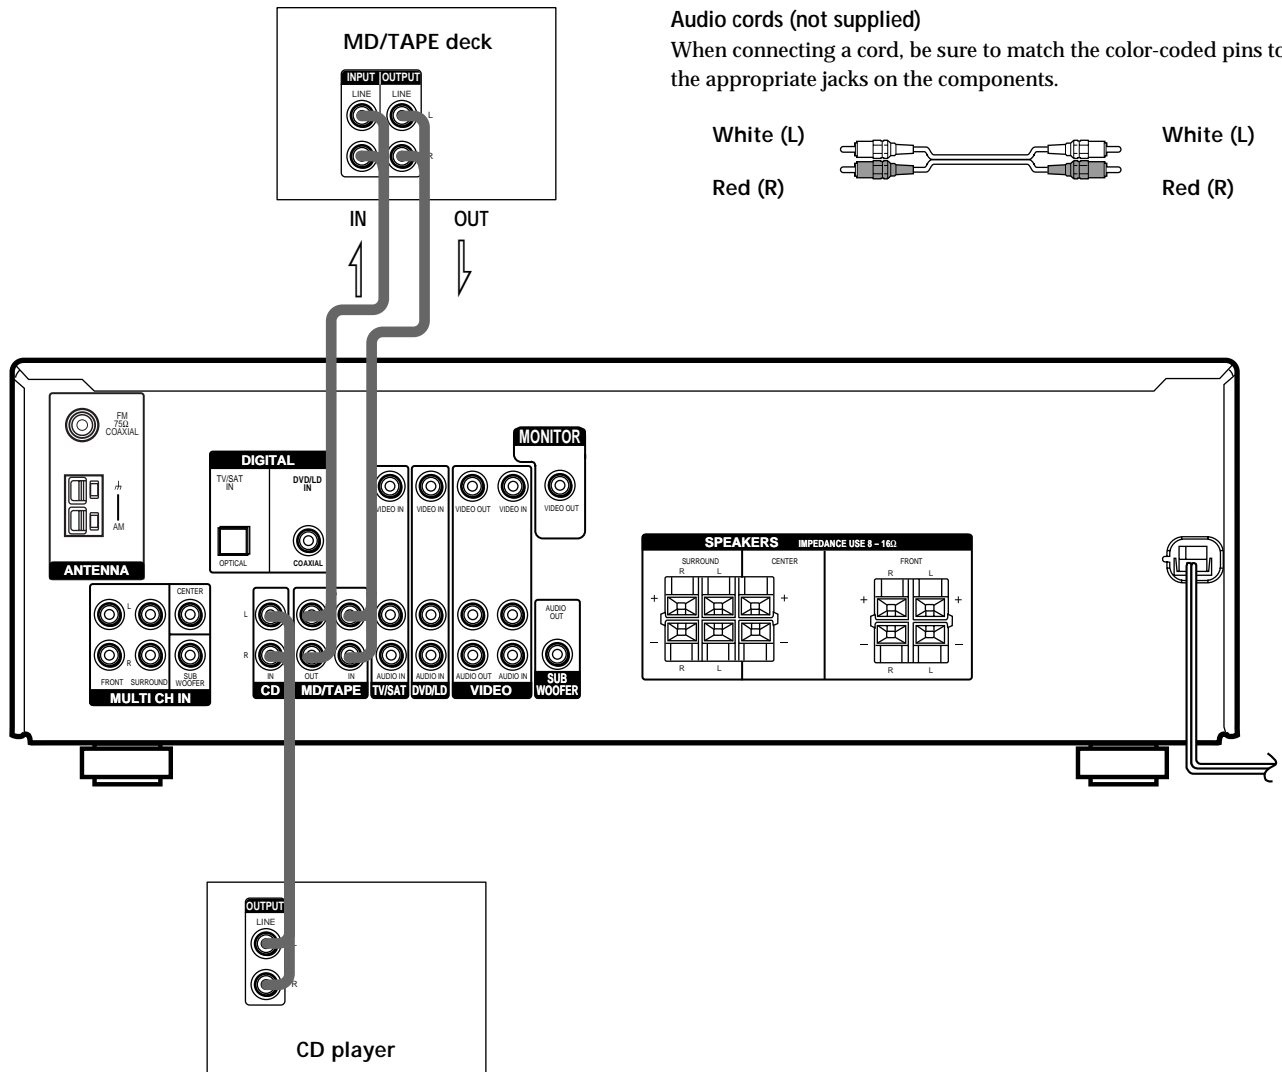 MD/TAPE deck
INPUT OUTPUT
LINE LINE
L
R
IN OUT
Audio cords (not supplied)
When connecting a cord, be sure to match the color-coded pins to
the appropriate jacks on the components.
White (L) White (L)
Red (R) Red (R)
FM
75Ω
COAXIAL
AM
ANTENNA
DIGITAL
TV/SAT
IN
DVD/LD
IN
OPTICAL
COAXIAL
MONITOR
VIDEO IN VIDEO IN VIDEO OUT VIDEO IN VIDEO OUT
CENTER
L
R
FRONT SURROUND SUB
WOOFER
MULTI CH IN
L
R
IN OUT IN AUDIO IN AUDIO IN AUDIO OUT AUDIO IN
CD MD/TAPE TV/SAT DVD/LD VIDEO
AUDIO
OUT
SUB
WOOFER
SPEAKERS IMPEDANCE USE 8 – 16Ω
SURROUND CENTER FRONT
R L R L
+ + + +
– – – –
R L R L
OUTPUT
LINE
L
R
CD player